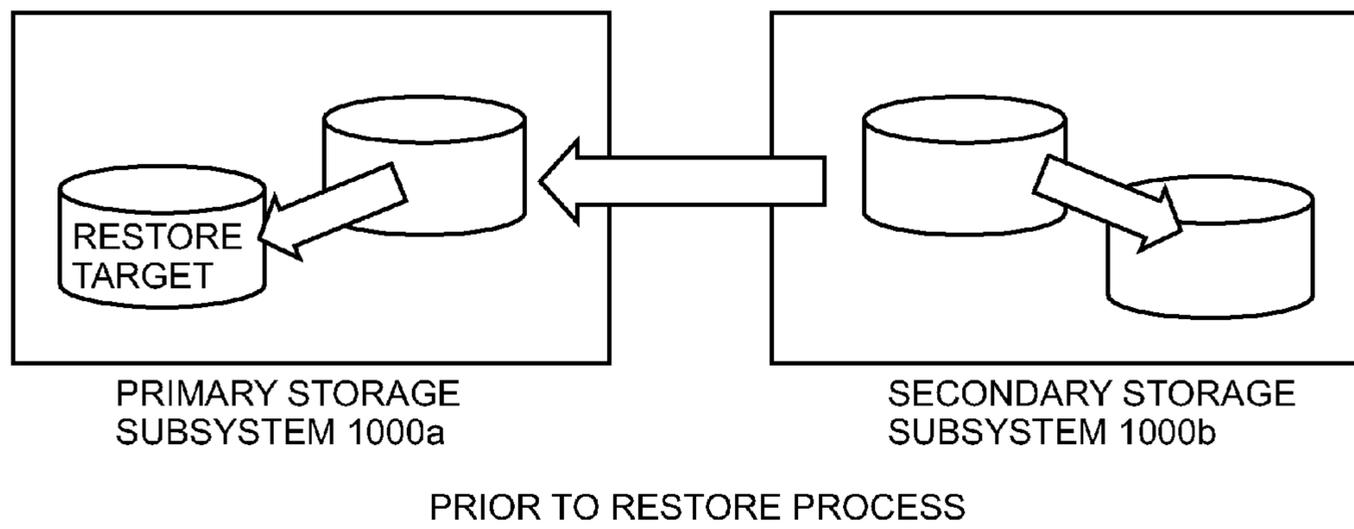 RESTORE
TARGET
PRIMARY STORAGE
SUBSYSTEM 1000a
SECONDARY STORAGE
SUBSYSTEM 1000b
PRIOR TO RESTORE PROCESS